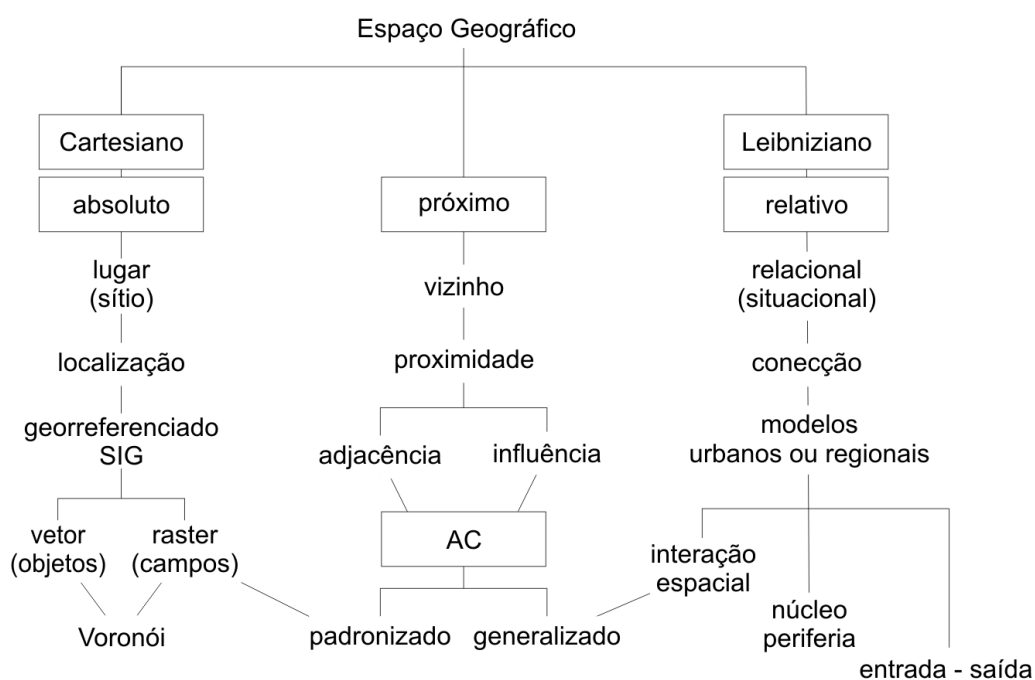 Espaço Geográfico
Cartesiano
Leibniziano
absoluto
próximo
relativo
lugar
(sítio)
vizinho
relacional
(situacional)
localização
proximidade
conecção
georreferenciado
SIG
adjacência
influência
modelos
urbanos ou regionais
vetor
(objetos)
raster
(campos)
AC
interação
espacial
núcleo
periferia
Voronói
padronizado
generalizado
entrada - saída